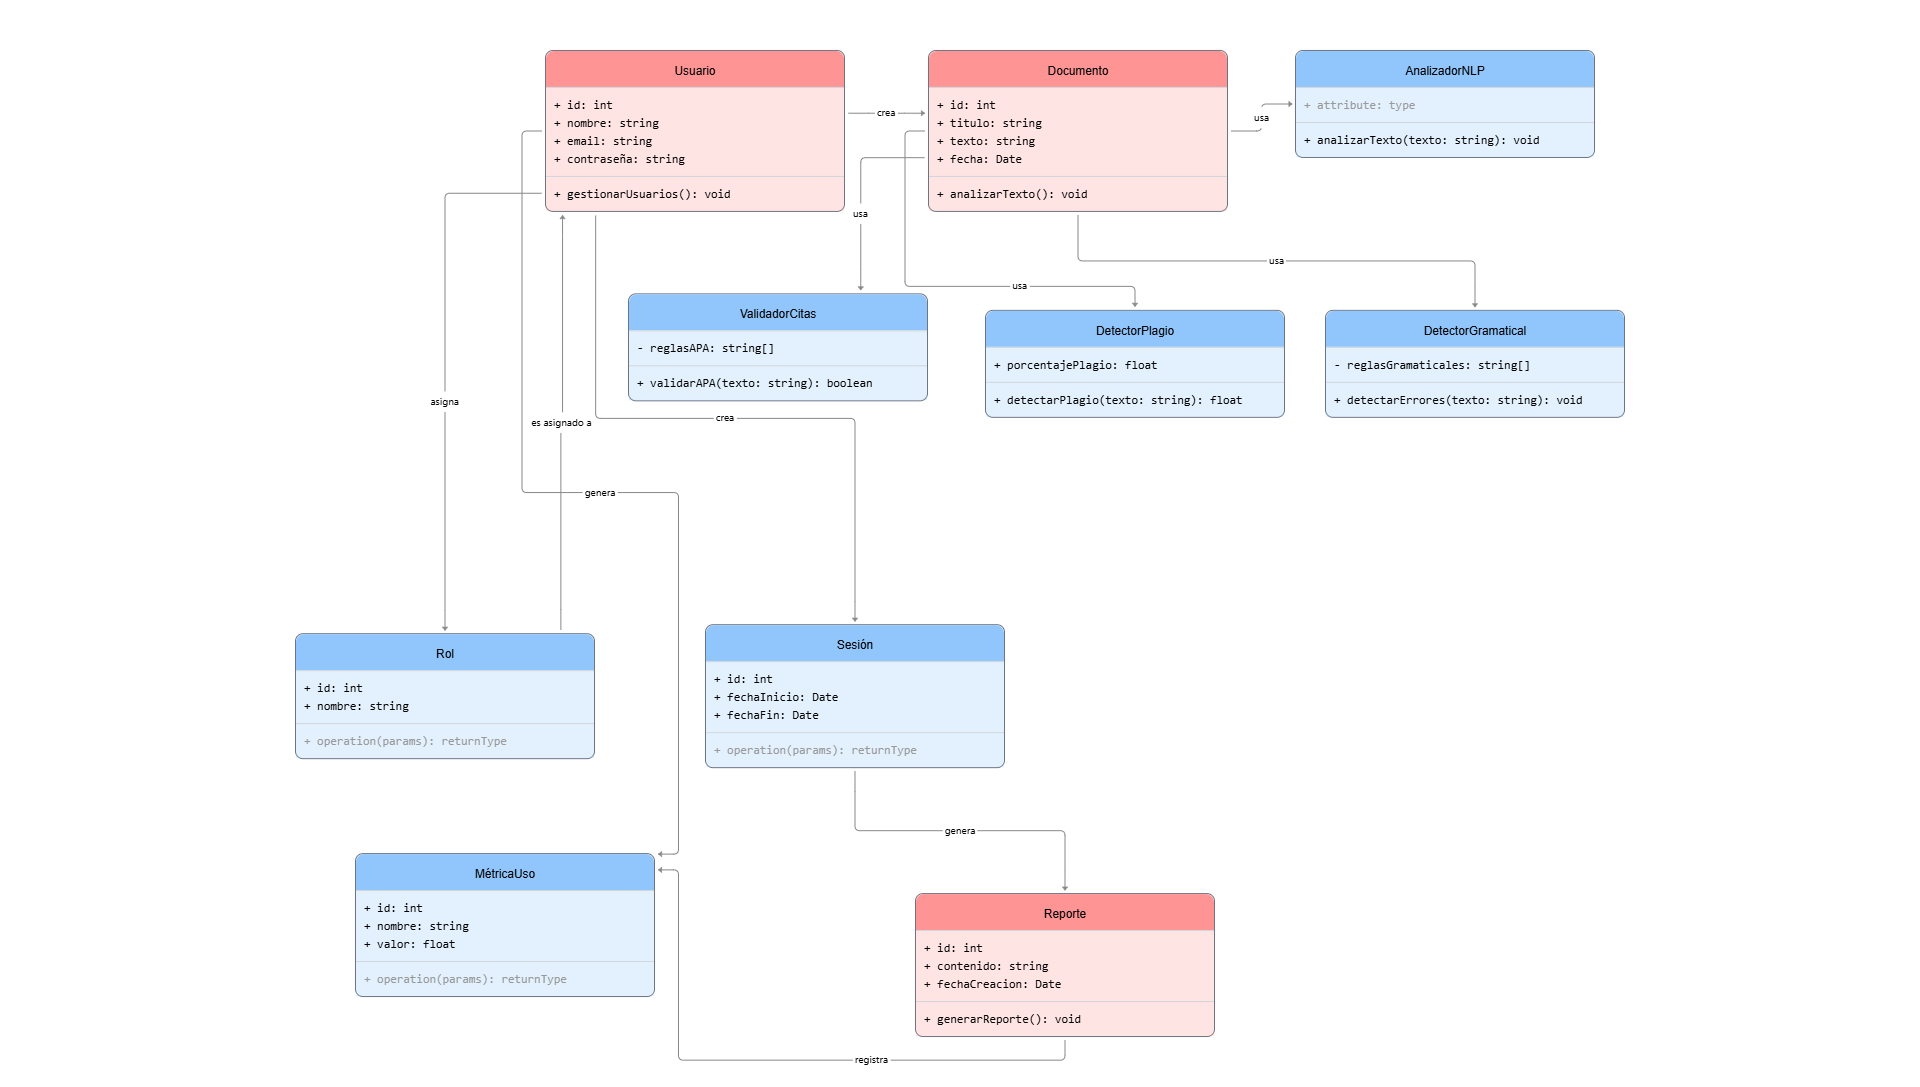 Usuario
+ id: int
+ nombre: string
+ email: string
+ contraseña: string
+ gestionarUsuarios(): void
crea
Documento
+ id: int
+ titulo: string
+ texto: string
+ fecha: Date
+ analizarTexto(): void
usa
AnalizadorNLP
+ attribute: type
+ analizarTexto(texto: string): void
usa
usa
usa
ValidadorCitas
- reglasAPA: string[]
+ validarAPA(texto: string): boolean
DetectorPlagio
+ porcentajePlagio: float
+ detectarPlagio(texto: string): float
DetectorGramatical
- reglasGramaticales: string[]
+ detectarErrores(texto: string): void
asigna
es asignado a
crea
genera
Rol
+ id: int
+ nombre: string
+ operation(params): returnType
Sesión
+ id: int
+ fechaInicio: Date
+ fechaFin: Date
+ operation(params): returnType
genera
MétricaUso
+ id: int
+ nombre: string
+ valor: float
+ operation(params): returnType
Reporte
+ id: int
+ contenido: string
+ fechaCreacion: Date
+ generarReporte(): void
registra